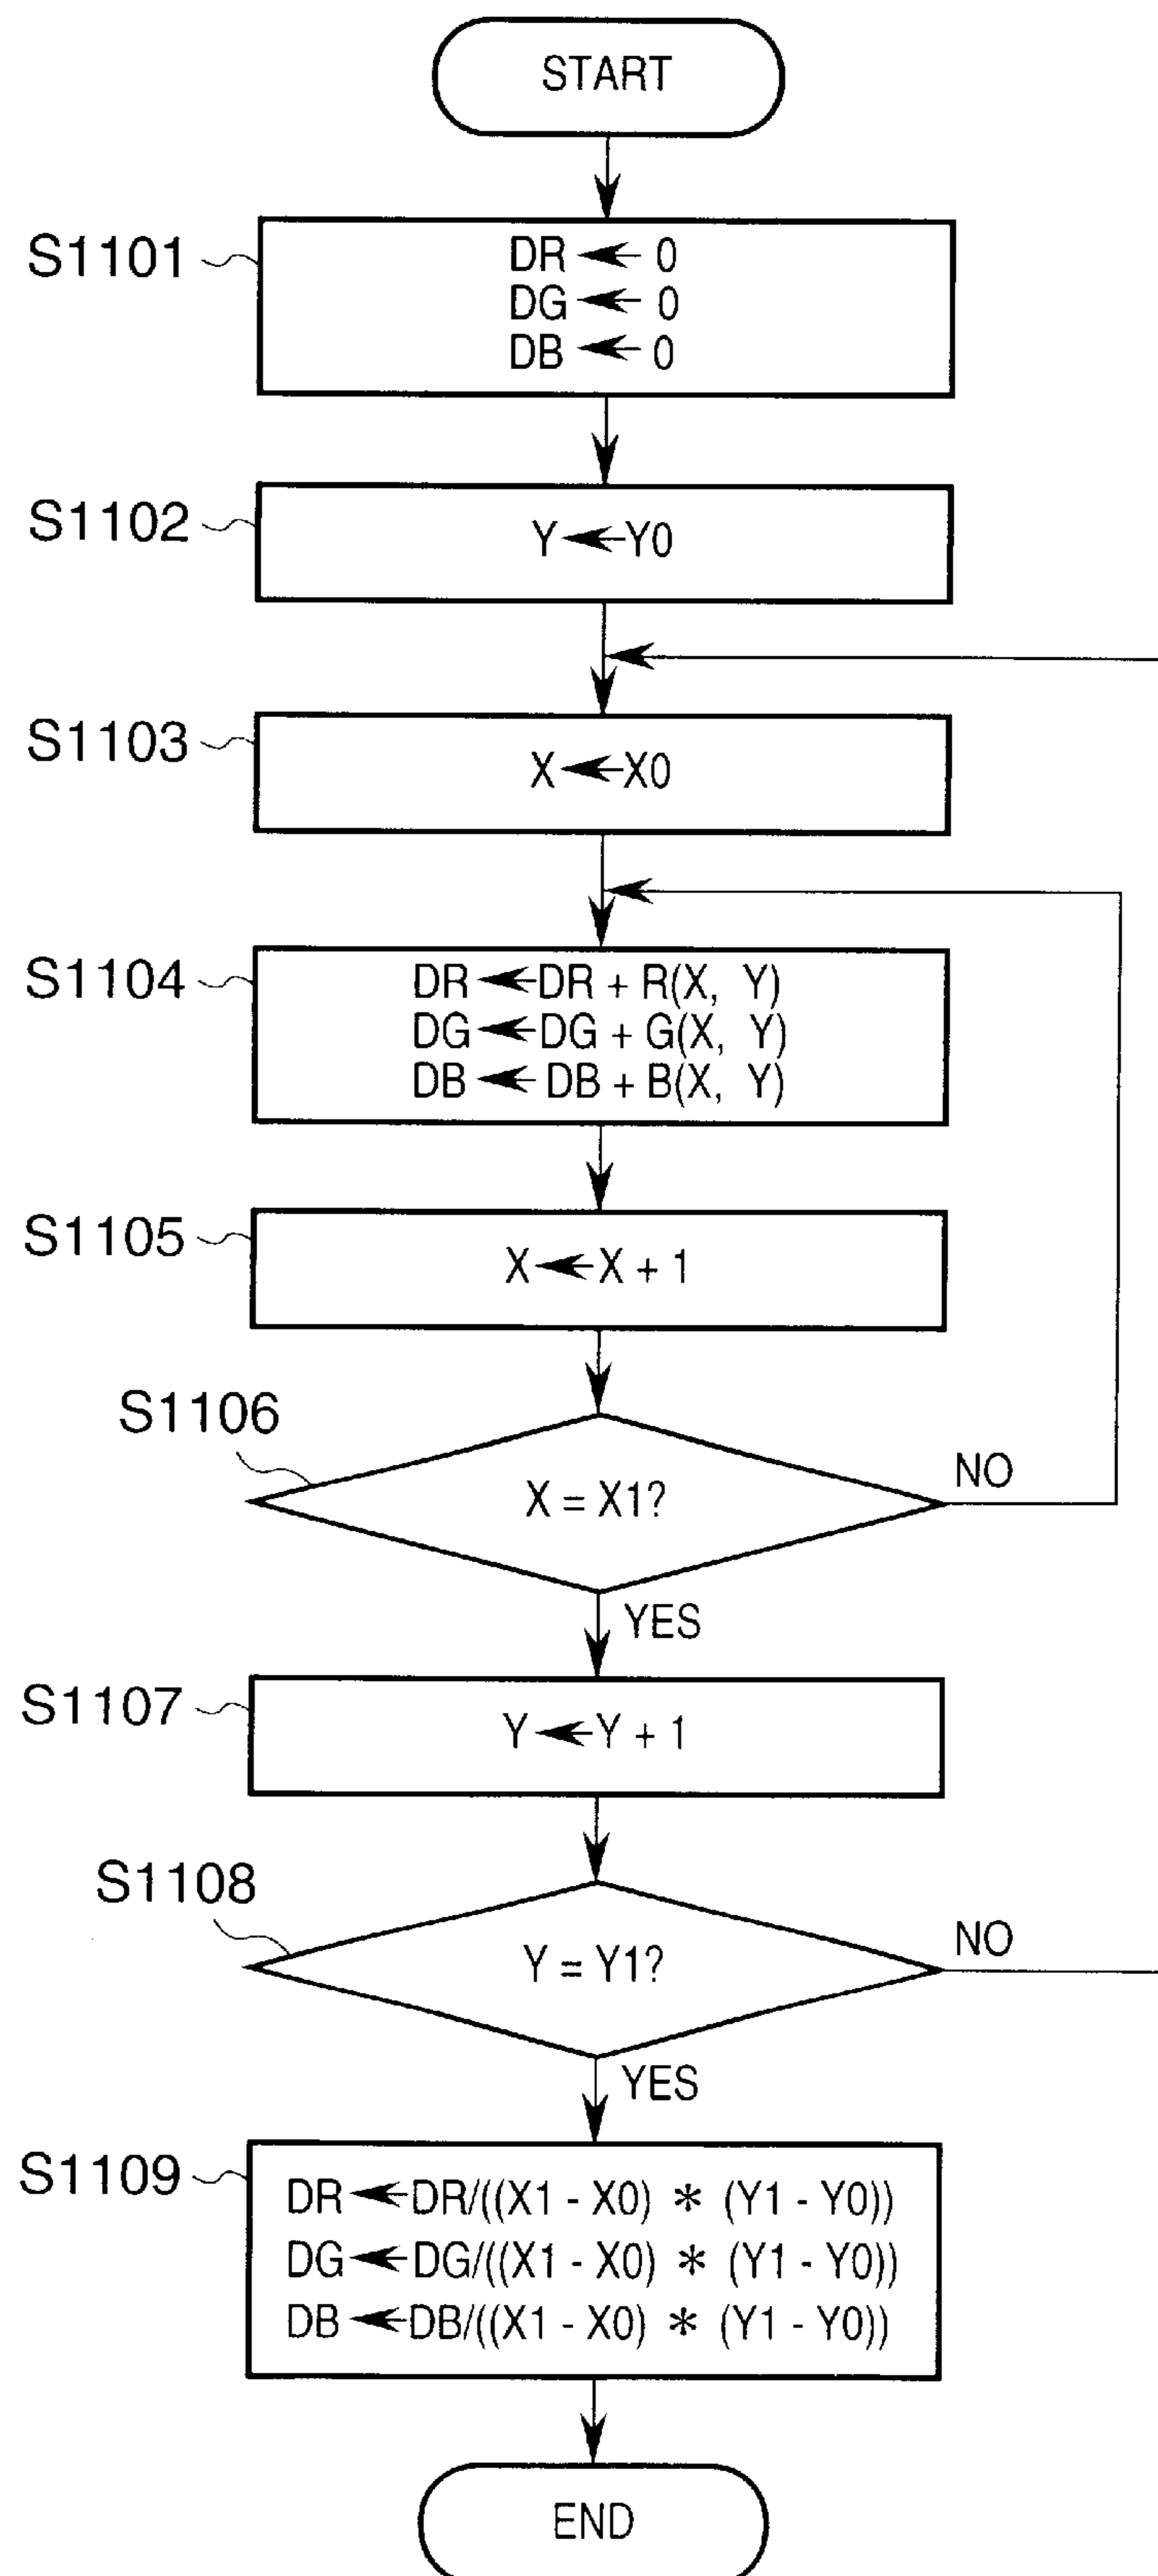 START
S1101
DR ← 0
DG ← 0
DB ← 0
S1102
Y ← Y0
S1103
X ← X0
S1104
DR ← DR + R(X, Y)
DG ← DG + G(X, Y)
DB ← DB + B(X, Y)
S1105
X ← X + 1
S1106
X = X1?
NO
YES
S1107
Y ← Y + 1
S1108
Y = Y1?
NO
YES
S1109
DR ← DR/((X1 - X0) * (Y1 - Y0))
DG ← DG/((X1 - X0) * (Y1 - Y0))
DB ← DB/((X1 - X0) * (Y1 - Y0))
END